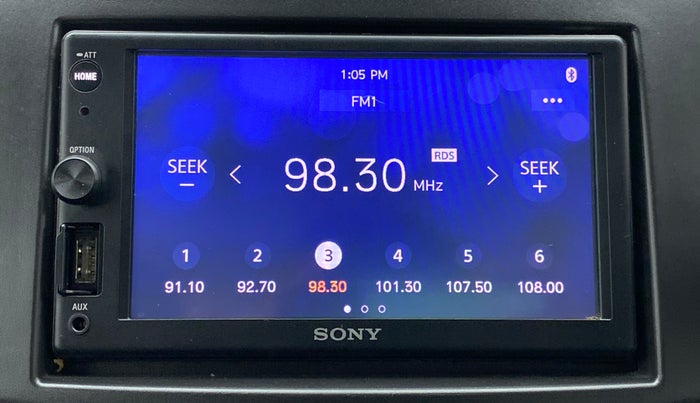 ATT
HOME
1:05 PM
FM1
•••
OPTION
SEEK
−
<
98.30 MHz
RDS
>
SEEK
+
1 2 3 4 5 6
91.10 92.70 98.30 101.30 107.50 108.00
AUX
SONY